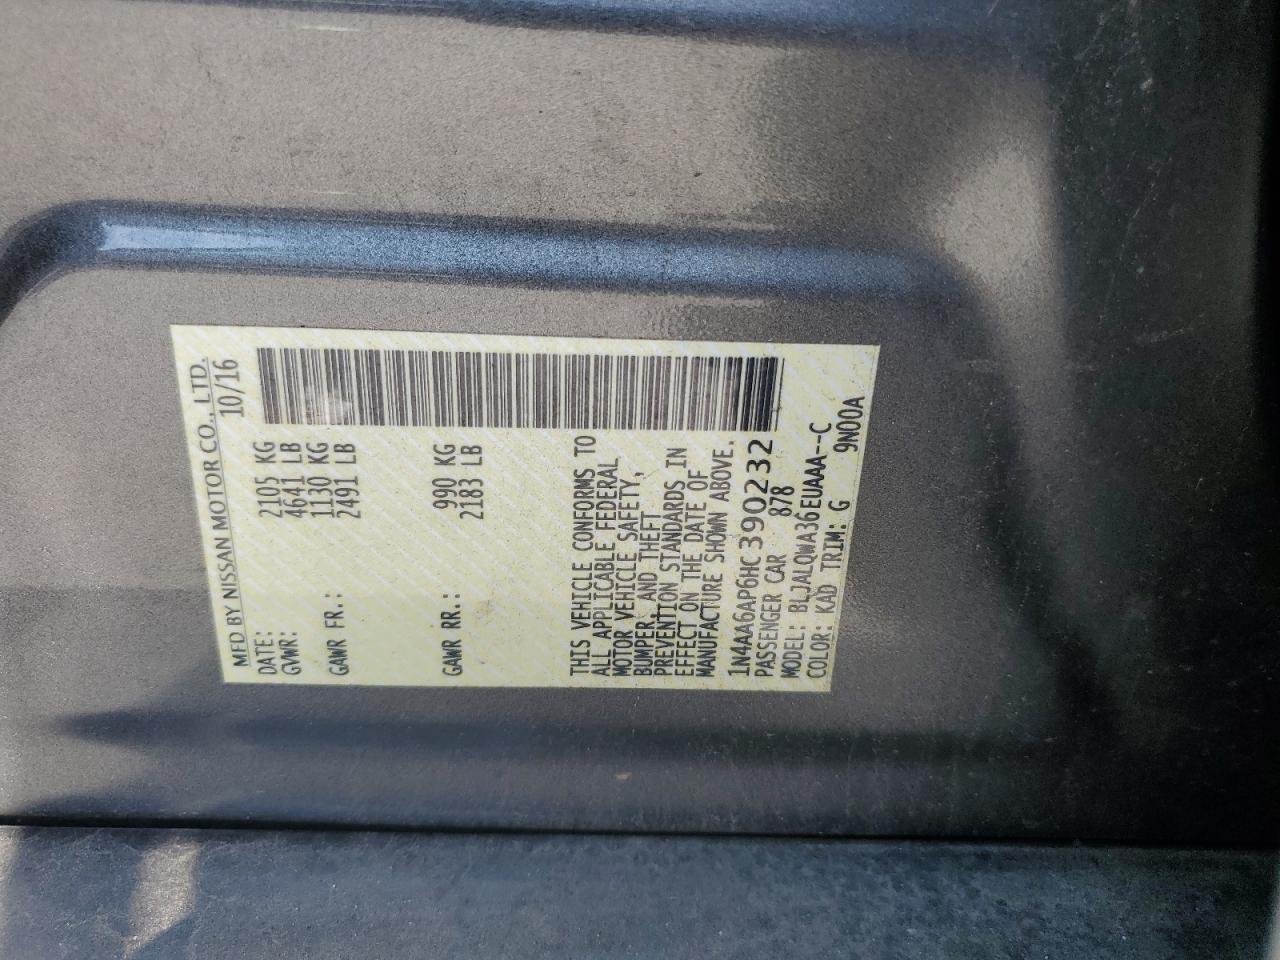 MFD BY NISSAN MOTOR CO., LTD.
DATE: 10/16
GVWR: 2105 KG
4641 LB
GAWR FR.: 1130 KG
2491 LB
GAWR RR.: 990 KG
2183 LB
THIS VEHICLE CONFORMS TO
ALL APPLICABLE FEDERAL
MOTOR VEHICLE SAFETY,
BUMPER, AND THEFT
PREVENTION STANDARDS IN
EFFECT ON THE DATE OF
MANUFACTURE SHOWN ABOVE.
1N4AA6AP6HC390232
PASSENGER CAR 878
MODEL: BLJALQWA36EUAAA--C
COLOR: KAD TRIM: G 9N00A